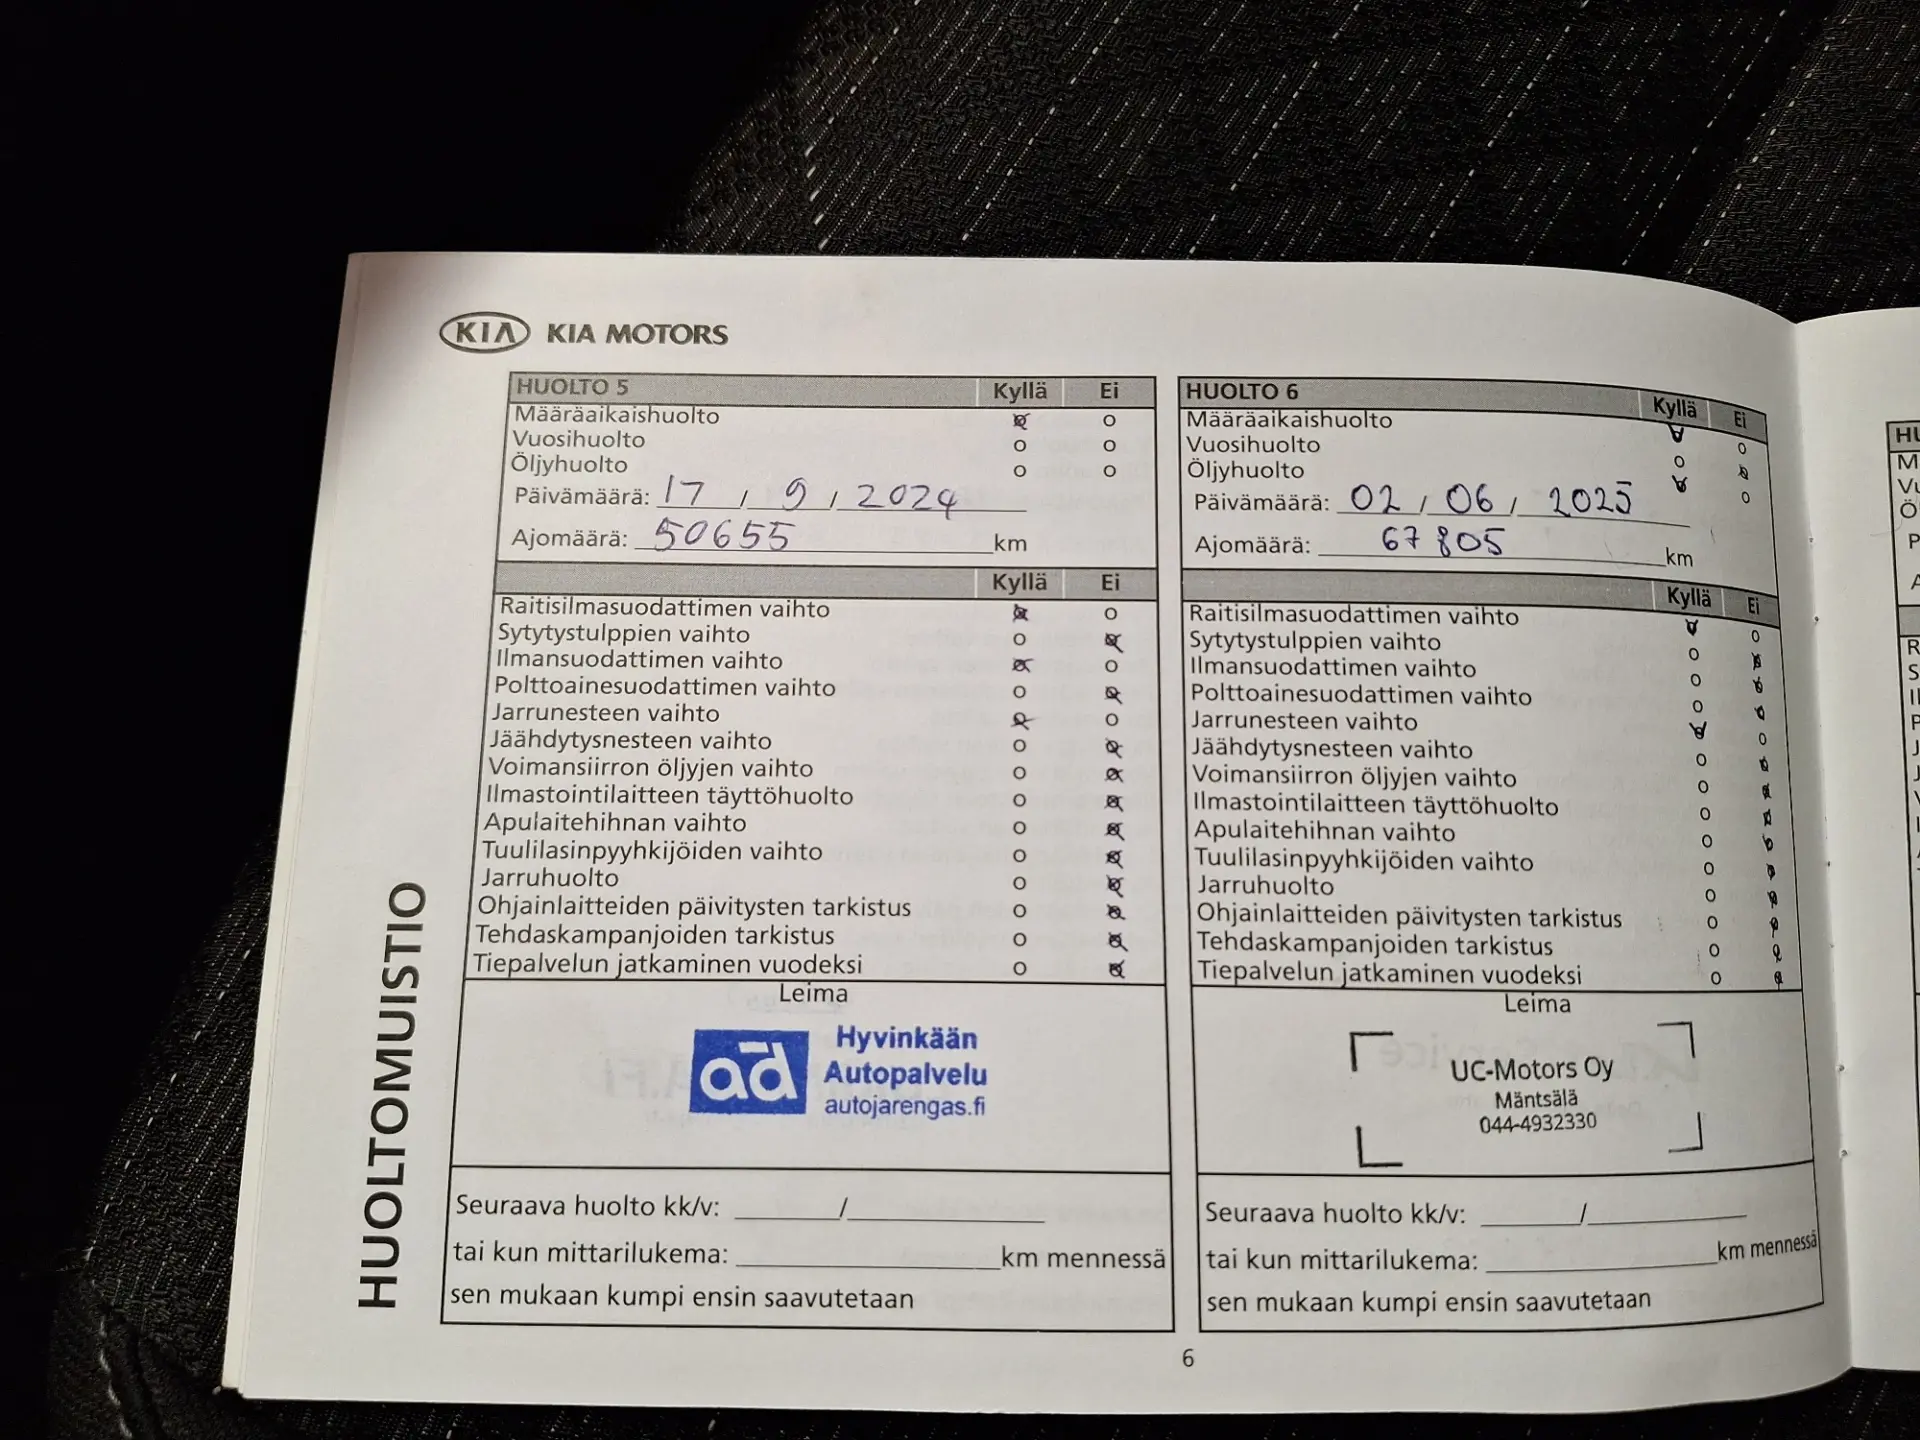 KIA KIA MOTORS
HUOLTOMUISTIO
HUOLTO 5 Kyllä Ei
Määräaikaishuolto
Vuosihuolto
Öljyhuolto
Päivämäärä: 17 / 9 / 2024
Ajomäärä: 50655 km
Kyllä Ei
Raitisilmasuodattimen vaihto
Sytytystulppien vaihto
Ilmansuodattimen vaihto
Polttoainesuodattimen vaihto
Jarrunesteen vaihto
Jäähdytysnesteen vaihto
Voimansiirron öljyjen vaihto
Ilmastointilaitteen täyttöhuolto
Apulaitehihnan vaihto
Tuulilasinpyyhkijöiden vaihto
Jarruhuolto
Ohjainlaitteiden päivitysten tarkistus
Tehdaskampanjoiden tarkistus
Tiepalvelun jatkaminen vuodeksi
Leima
ad Hyvinkään
Autopalvelu
autojarengas.fi
Seuraava huolto kk/v: /
tai kun mittarilukema: km mennessä
sen mukaan kumpi ensin saavutetaan
HUOLTO 6 Kyllä Ei
Määräaikaishuolto
Vuosihuolto
Öljyhuolto
Päivämäärä: 02 / 06 / 2025
Ajomäärä: 67805 km
Kyllä Ei
Raitisilmasuodattimen vaihto
Sytytystulppien vaihto
Ilmansuodattimen vaihto
Polttoainesuodattimen vaihto
Jarrunesteen vaihto
Jäähdytysnesteen vaihto
Voimansiirron öljyjen vaihto
Ilmastointilaitteen täyttöhuolto
Apulaitehihnan vaihto
Tuulilasinpyyhkijöiden vaihto
Jarruhuolto
Ohjainlaitteiden päivitysten tarkistus
Tehdaskampanjoiden tarkistus
Tiepalvelun jatkaminen vuodeksi
Leima
UC-Motors Oy
Mäntsälä
044-4932330
Seuraava huolto kk/v: /
tai kun mittarilukema: km mennessä
sen mukaan kumpi ensin saavutetaan
6